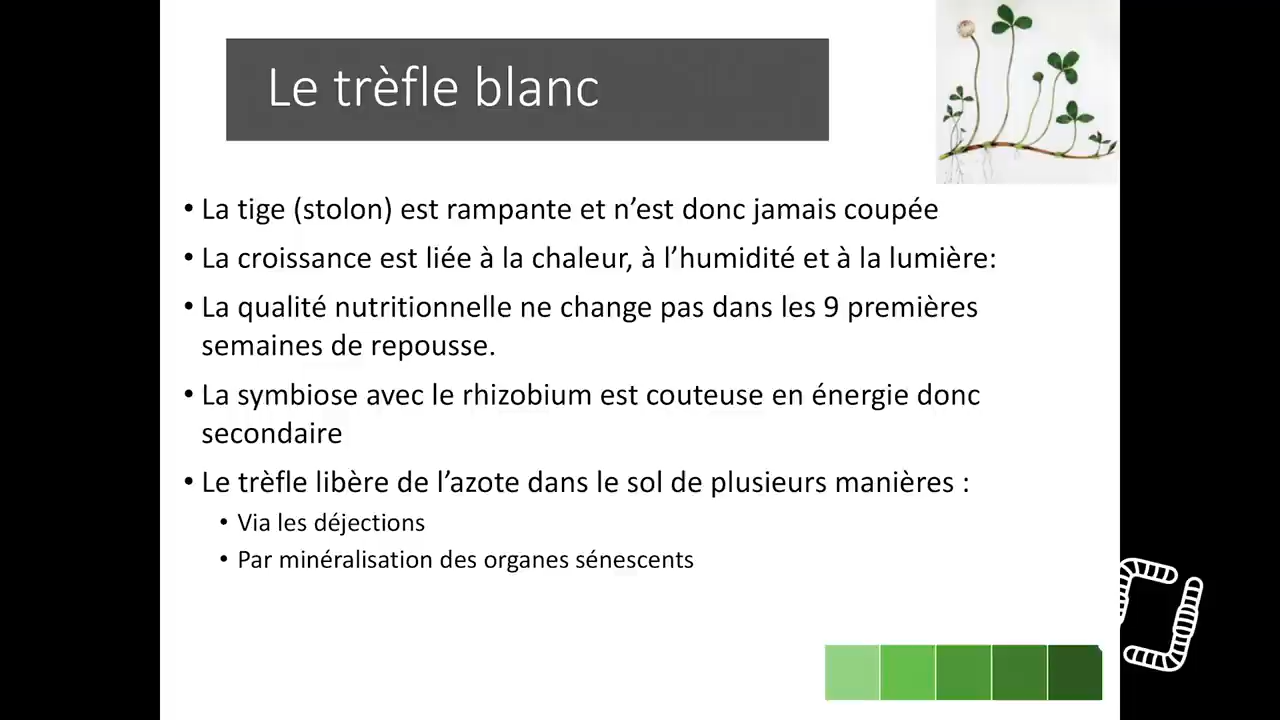 Le trèfle blanc
• La tige (stolon) est rampante et n’est donc jamais coupée
• La croissance est liée à la chaleur, à l’humidité et à la lumière:
• La qualité nutritionnelle ne change pas dans les 9 premières
semaines de repousse.
• La symbiose avec le rhizobium est couteuse en énergie donc
secondaire
• Le trèfle libère de l’azote dans le sol de plusieurs manières :
• Via les déjections
• Par minéralisation des organes sénescents